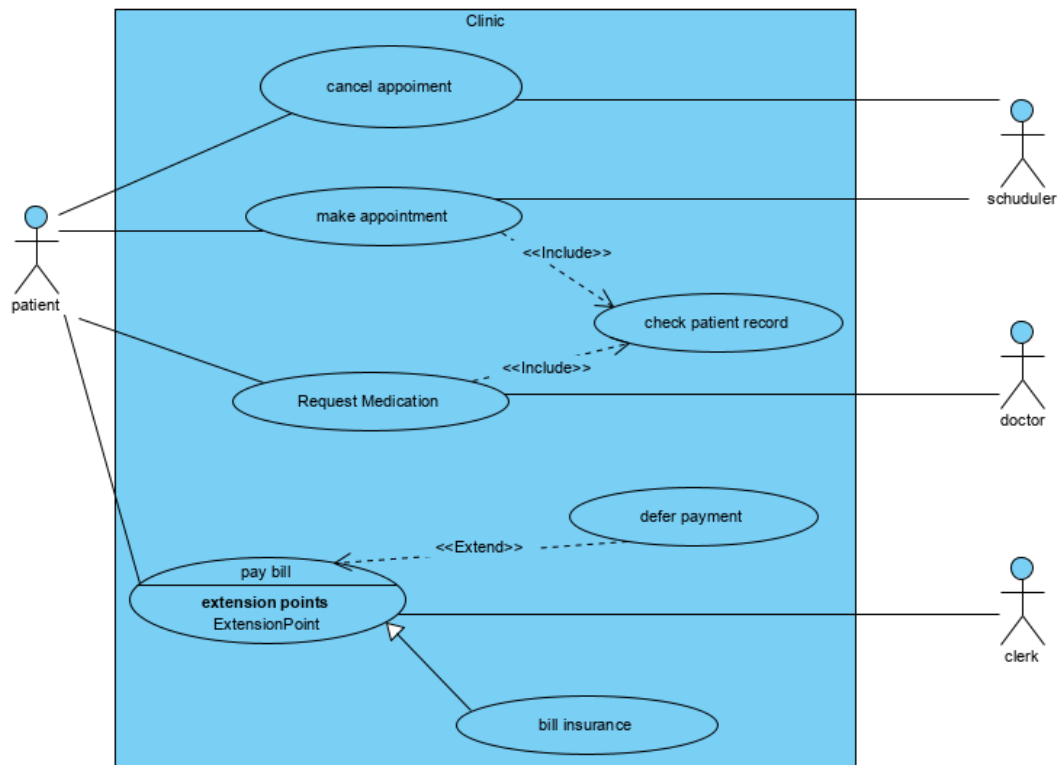 Clinic
cancel appoiment
schuduler
make appointment
<<Include>>
patient
check patient record
<<Include>>
Request Medication
doctor
defer payment
<<Extend>>
pay bill
extension points
ExtensionPoint
clerk
bill insurance